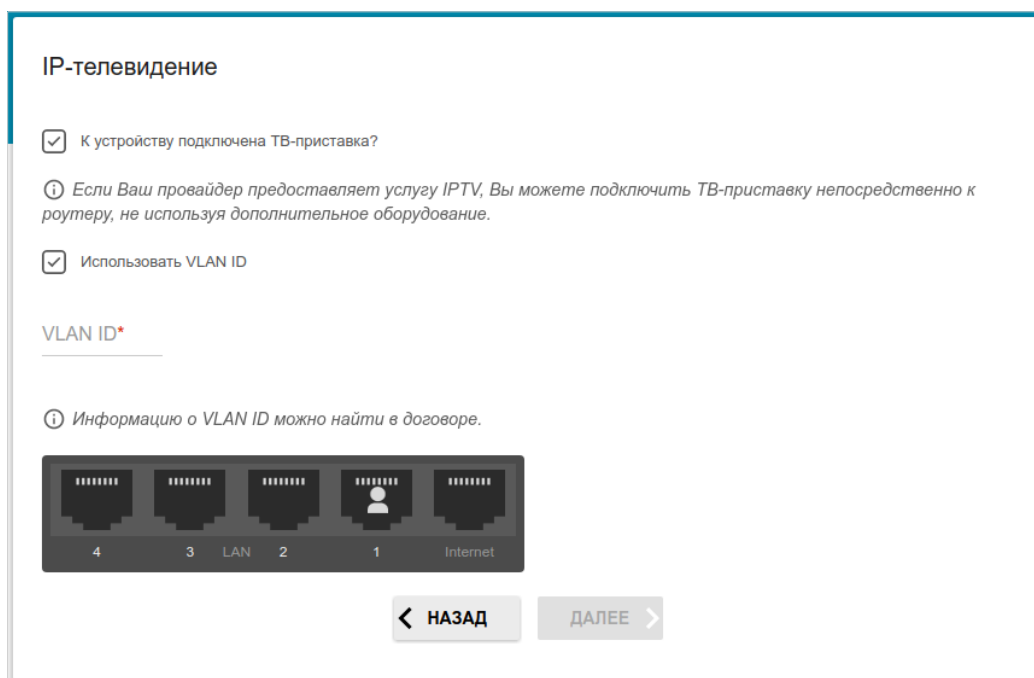 IP-телевидение
К устройству подключена ТВ-приставка?
Если Ваш провайдер предоставляет услугу IPTV, Вы можете подключить ТВ-приставку непосредственно к
роутеру, не используя дополнительное оборудование.
Использовать VLAN ID
VLAN ID*
Информацию о VLAN ID можно найти в договоре.
4 3 LAN 2 1 Internet
НАЗАД ДАЛЕЕ